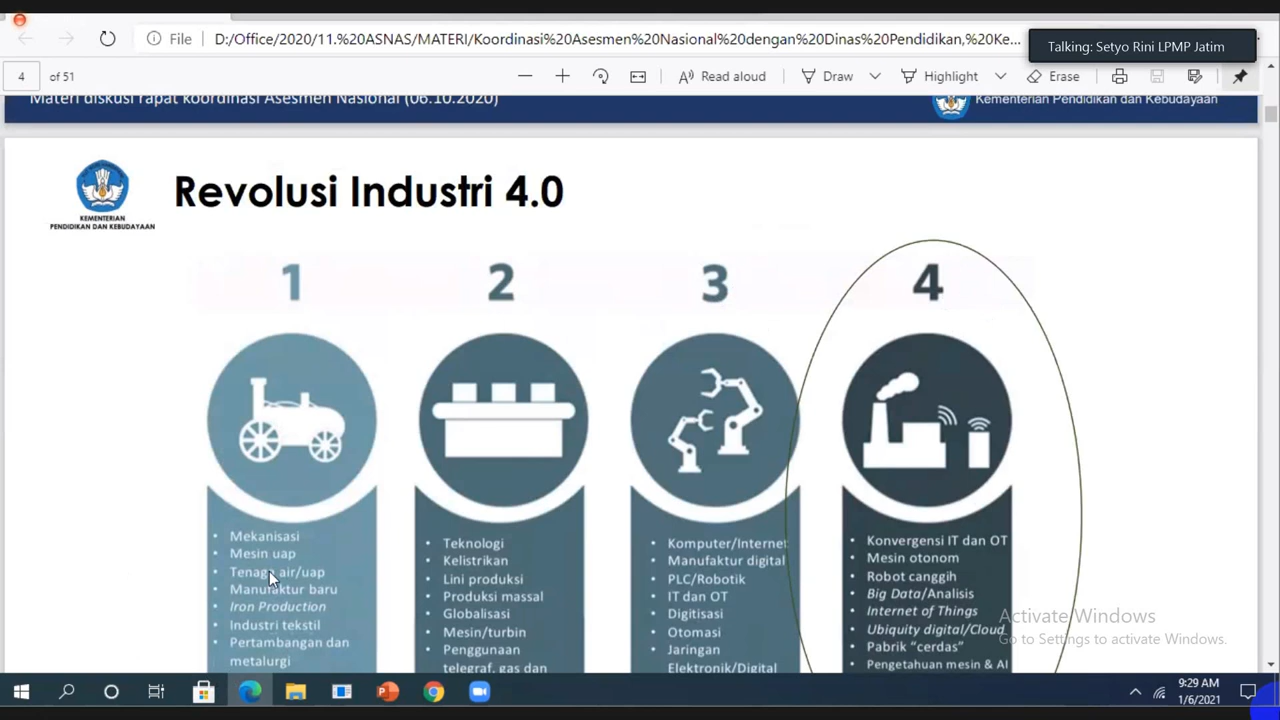 File D:/Office/2020/11.%20ASNAS/MATERI/Koordinasi%20Asesmen%20Nasional%20dengan%20Dinas%20Pendidikan,%20Ke...
Talking: Setyo Rini LPMP Jatim
4 of 51
Read aloud Draw Highlight Erase
Materi diskusi rapat koordinasi Asesmen Nasional (06.10.2020)
Kementerian Pendidikan dan Kebudayaan
Revolusi Industri 4.0
KEMENTERIAN
PENDIDIKAN DAN KEBUDAYAAN
1
• Mekanisasi
• Mesin uap
• Tenaga air/uap
• Manufaktur baru
• Iron Production
• Industri tekstil
• Pertambangan dan
metalurgi
2
• Teknologi
• Kelistrikan
• Lini produksi
• Produksi massal
• Globalisasi
• Mesin/turbin
• Penggunaan
telegraf, gas dan
3
• Komputer/Internet
• Manufaktur digital
• PLC/Robotik
• IT dan OT
• Digitisasi
• Otomasi
• Jaringan
Elektronik/Digital
4
• Konvergensi IT dan OT
• Mesin otonom
• Robot canggih
• Big Data/Analisis
• Internet of Things
• Ubiquity digital/Cloud
• Pabrik “cerdas”
• Pengetahuan mesin & AI
Activate Windows
Go to Settings to activate Windows.
9:29 AM
1/6/2021